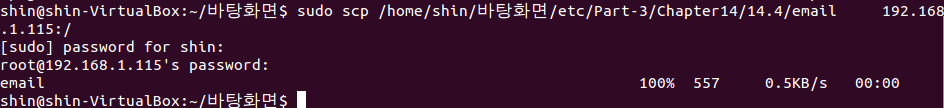 shin@shin-VirtualBox:~/바탕화면$ sudo scp /home/shin/바탕화면/etc/Part-3/Chapter14/14.4/email     192.168
.1.115:/
[sudo] password for shin:
root@192.168.1.115's password:
email                                         100%  557     0.5KB/s   00:00
shin@shin-VirtualBox:~/바탕화면$